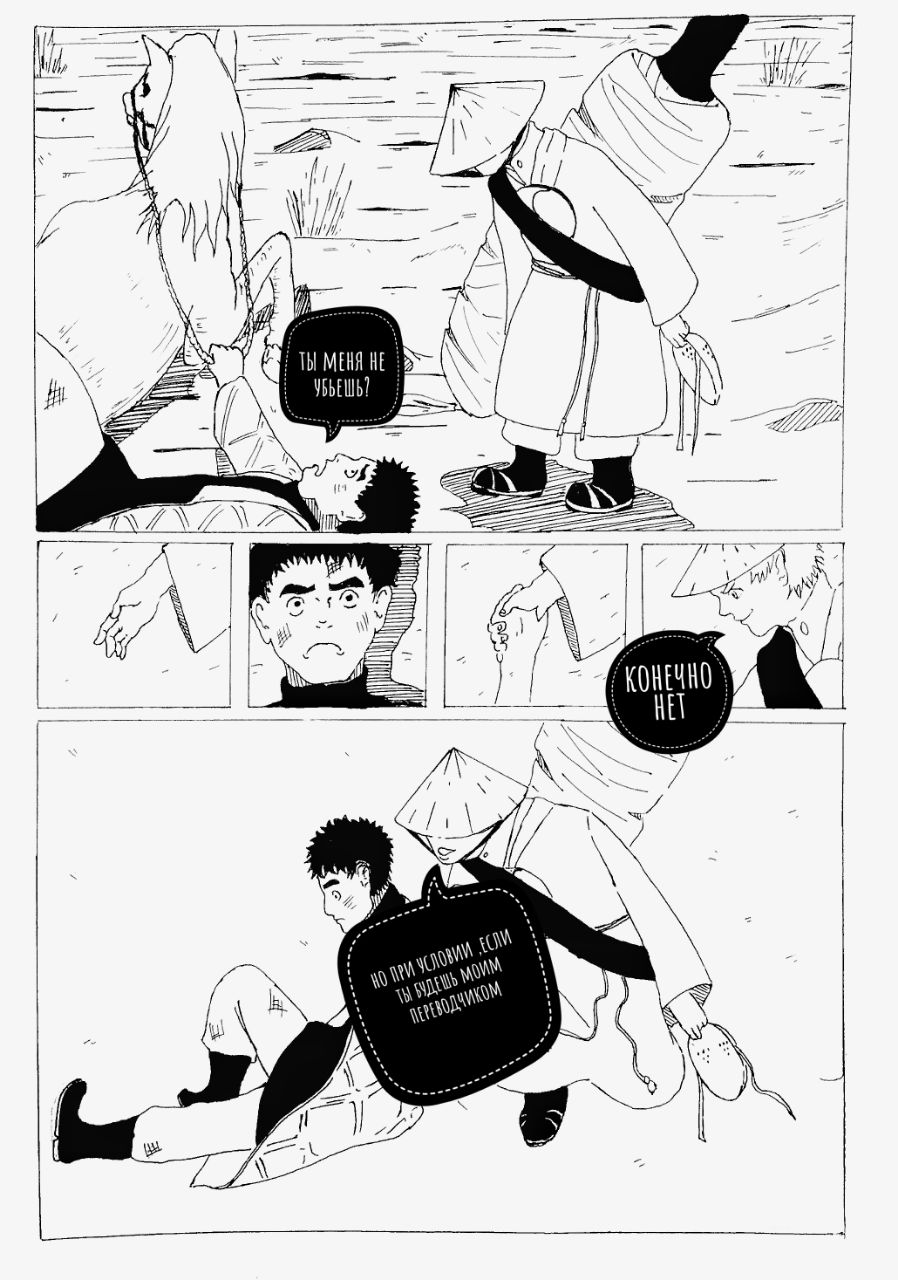 ТЫ МЕНЯ НЕ
УБЬЕШЬ?
КОНЕЧНО
НЕТ
НО ПРИ УСЛОВИИ ,ЕСЛИ
ТЫ БУДЕШЬ МОИМ
ПЕРЕВОДЧИКОМ